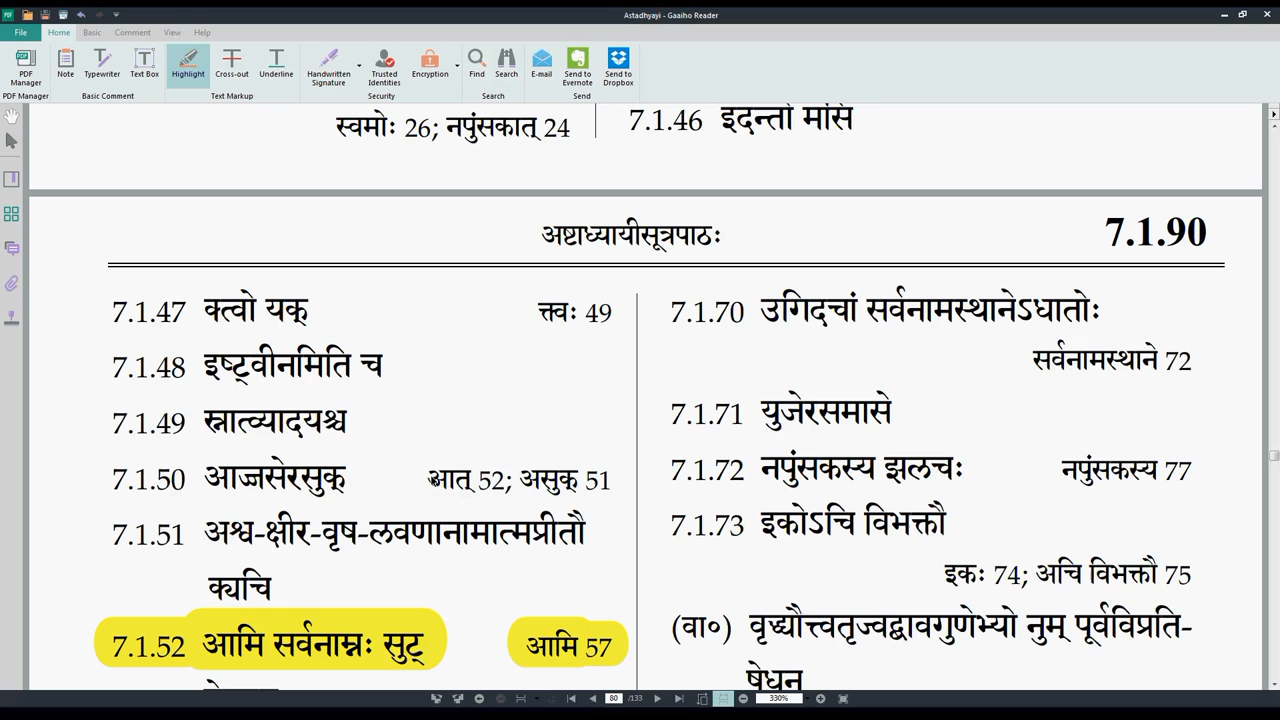 Astadhyayi - Gaaiho Reader
File Home Basic Comment View Help
PDF Manager Note Typewriter Text Box Highlight Cross-out Underline Handwritten Signature Trusted Identities Encryption Find Search E-mail Send to Evernote Send to Dropbox
PDF Manager Basic Comment Text Markup Security Search Send
स्वमोः 26; नपुंसकात् 24
7.1.46 इदन्तो मसि
अष्टाध्यायीसूत्रपाठः 7.1.90
7.1.47 क्त्वो यक् क्त्वः 49
7.1.48 इष्ट्वीनमिति च
7.1.49 स्नात्व्यादयश्च
7.1.50 आज्जसेरसुक् आत् 52; असुक् 51
7.1.51 अश्व-क्षीर-वृष-लवणानामात्मप्रीतौ
क्यचि
7.1.52 आमि सर्वनाम्नः सुट् आमि 57
7.1.70 उगिदचां सर्वनामस्थानेऽधातोः
सर्वनामस्थाने 72
7.1.71 युजेरसमासे
7.1.72 नपुंसकस्य झलचः नपुंसकस्य 77
7.1.73 इकोऽचि विभक्तौ
इकः 74; अचि विभक्तौ 75
(वा०) वृद्ध्यौत्त्वतृज्वद्भावगुणेभ्यो नुम् पूर्वविप्रति-
षेधेन
80 /133 330%